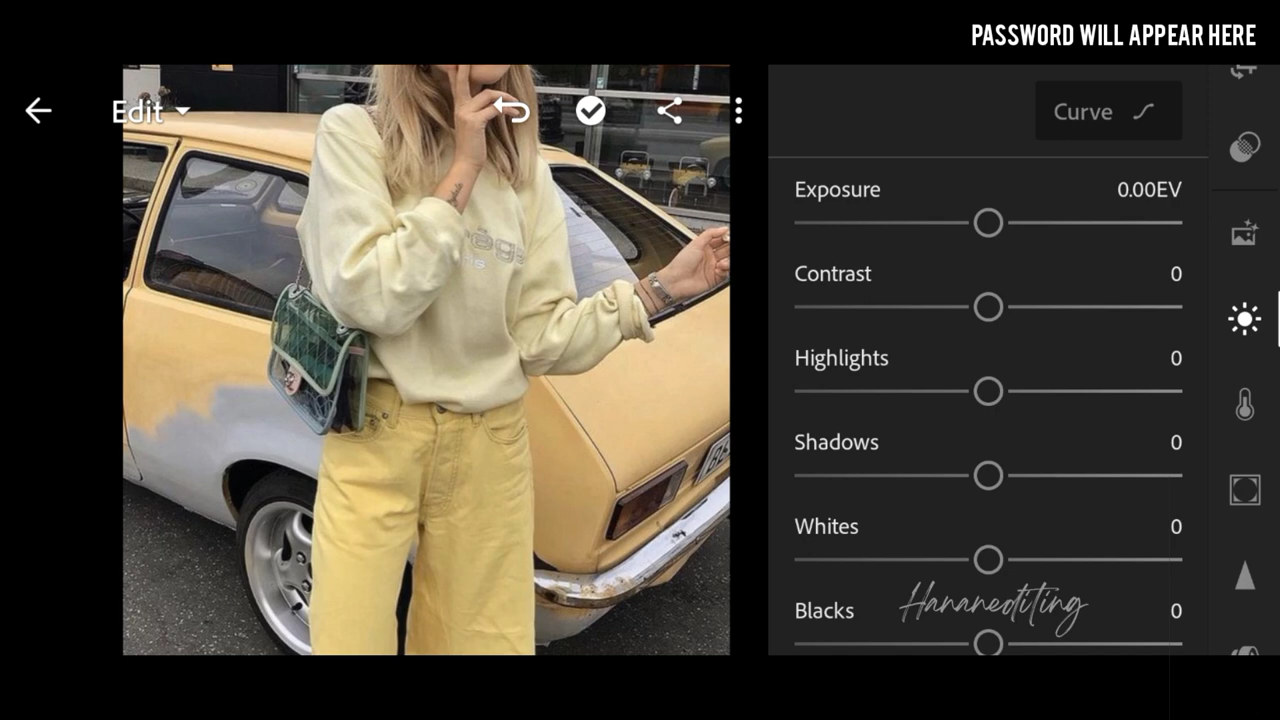 PASSWORD WILL APPEAR HERE
Edit
Curve
Exposure 0.00EV
Contrast 0
Highlights 0
Shadows 0
Whites 0
Blacks 0
Hananediting